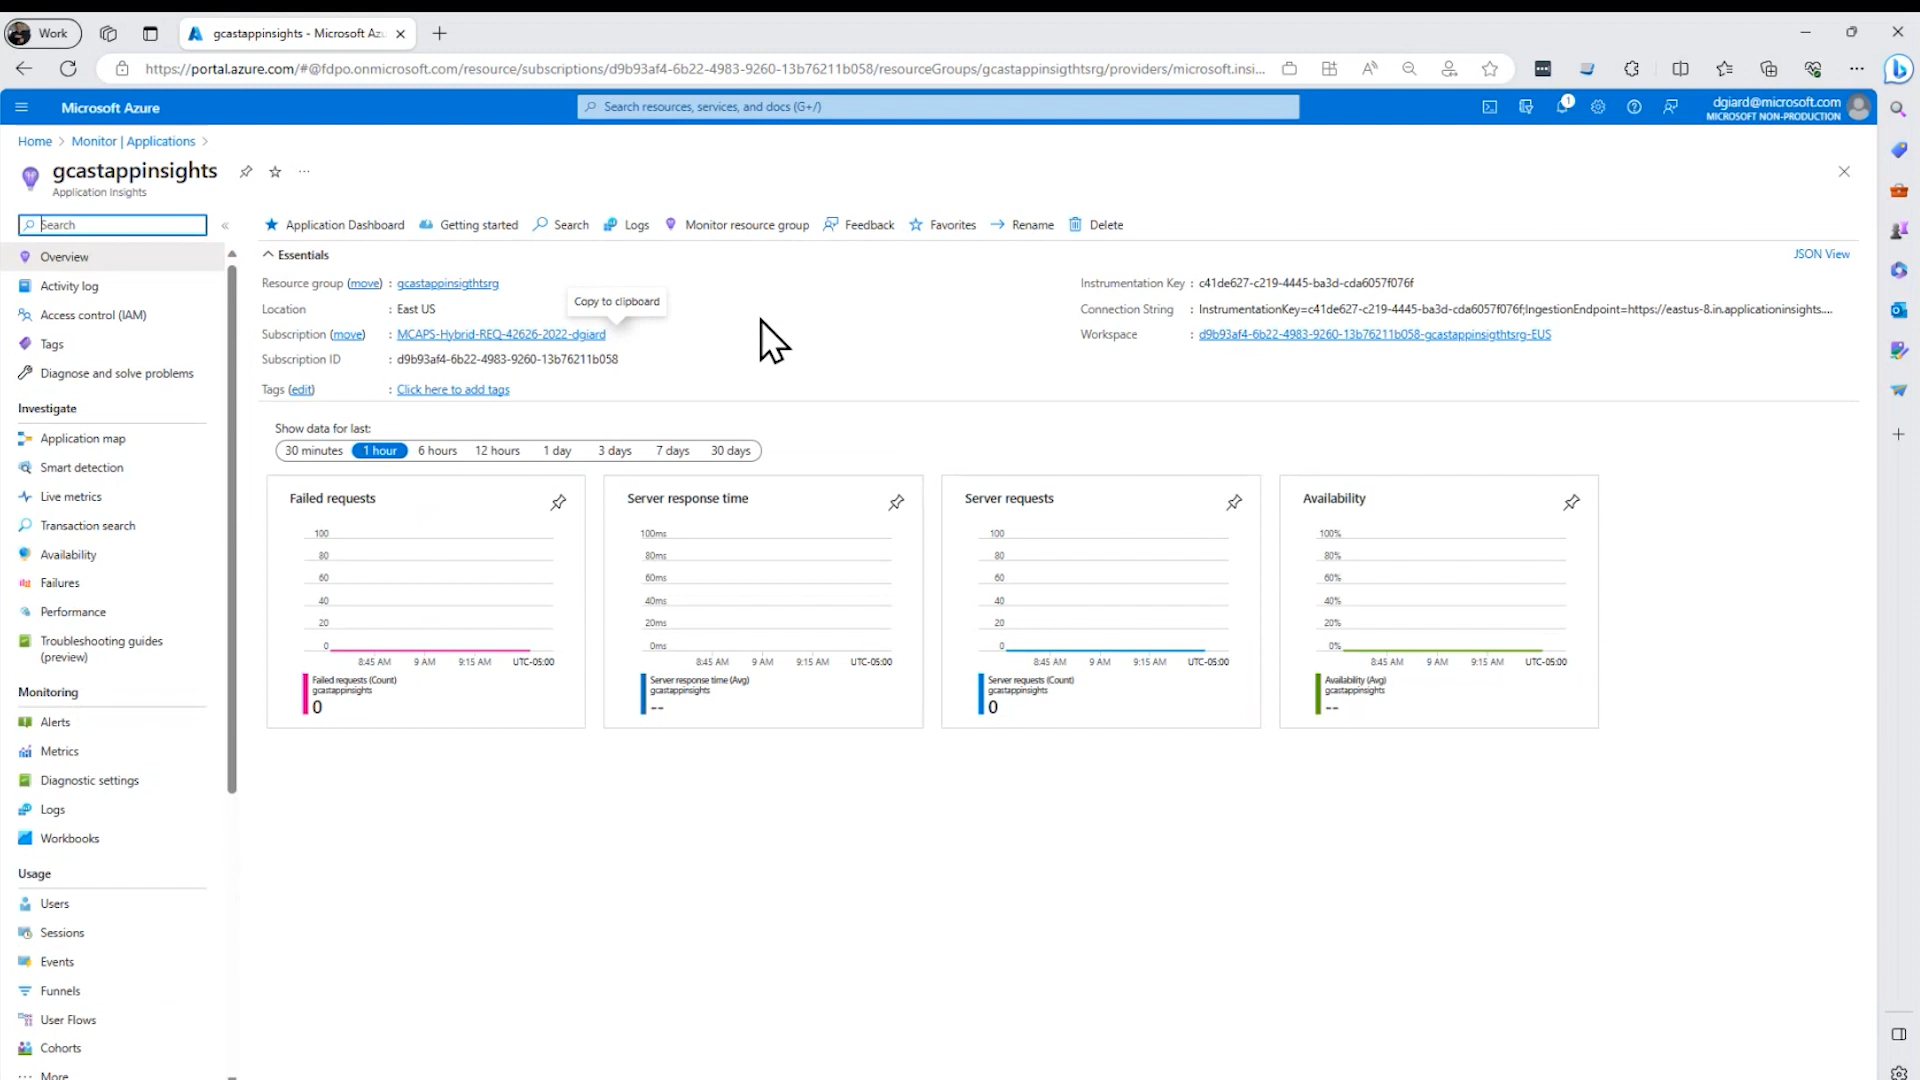 Work
gcastappinsights - Microsoft Azu
https://portal.azure.com/#@fdpo.onmicrosoft.com/resource/subscriptions/d9b93af4-6b22-4983-9260-13b76211b058/resourceGroups/gcastappinsigthtsrg/providers/microsoft.insi...
Microsoft Azure
Search resources, services, and docs (G+/)
1
dgiard@microsoft.com
MICROSOFT NON-PRODUCTION
Home > Monitor | Applications >
gcastappinsights
Application Insights
Search
Application Dashboard Getting started Search Logs Monitor resource group Feedback Favorites Rename Delete
Overview
Activity log
Access control (IAM)
Tags
Diagnose and solve problems
Investigate
Application map
Smart detection
Live metrics
Transaction search
Availability
Failures
Performance
Troubleshooting guides
(preview)
Monitoring
Alerts
Metrics
Diagnostic settings
Logs
Workbooks
Usage
Users
Sessions
Events
Funnels
User Flows
Cohorts
More
Essentials
JSON View
Resource group (move) : gcastappinsigthtsrg
Location : East US
Subscription (move) : MCAPS-Hybrid-REQ-42626-2022-dgiard
Subscription ID : d9b93af4-6b22-4983-9260-13b76211b058
Tags (edit) : Click here to add tags
Copy to clipboard
Instrumentation Key : c41de627-c219-4445-ba3d-cda6057f076f
Connection String : InstrumentationKey=c41de627-c219-4445-ba3d-cda6057f076f;IngestionEndpoint=https://eastus-8.in.applicationinsights....
Workspace : d9b93af4-6b22-4983-9260-13b76211b058-gcastappinsigthtsrg-EUS
Show data for last:
30 minutes 1 hour 6 hours 12 hours 1 day 3 days 7 days 30 days
Failed requests
100
80
60
40
20
0
8:45 AM 9 AM 9:15 AM UTC-05:00
Failed requests (Count)
gcastappinsights
0
Server response time
100ms
80ms
60ms
40ms
20ms
0ms
8:45 AM 9 AM 9:15 AM UTC-05:00
Server response time (Avg)
gcastappinsights
--
Server requests
100
80
60
40
20
0
8:45 AM 9 AM 9:15 AM UTC-05:00
Server requests (Count)
gcastappinsights
0
Availability
100%
80%
60%
40%
20%
0%
8:45 AM 9 AM 9:15 AM UTC-05:00
Availability (Avg)
gcastappinsights
--